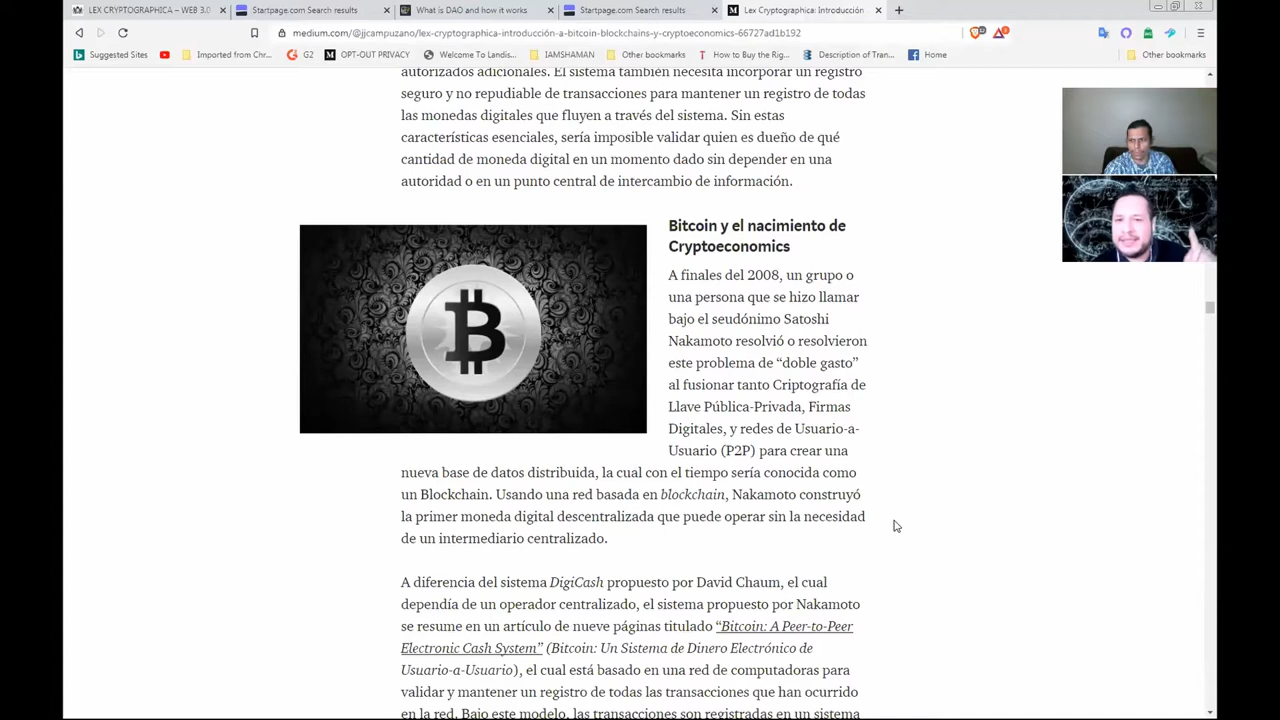 LEX CRYPTOGRAPHICA – WEB 3.0
Startpage.com Search results
What is DAO and how it works
Startpage.com Search results
Lex Cryptographica: Introducción
medium.com/@jjcampuzano/lex-cryptographica-introducción-a-bitcoin-blockchains-y-cryptoeconomics-66727ad1b192
Suggested Sites
Imported from Chr...
G2
OPT-OUT PRIVACY
Welcome To Landis...
IAMSHAMAN
Other bookmarks
How to Buy the Rig...
Description of Tran...
Home
Other bookmarks
autorizados adicionales. El sistema también necesita incorporar un registro
seguro y no repudiable de transacciones para mantener un registro de todas
las monedas digitales que fluyen a través del sistema. Sin estas
características esenciales, sería imposible validar quien es dueño de qué
cantidad de moneda digital en un momento dado sin depender en una
autoridad o en un punto central de intercambio de información.
Bitcoin y el nacimiento de
Cryptoeconomics
A finales del 2008, un grupo o
una persona que se hizo llamar
bajo el seudónimo Satoshi
Nakamoto resolvió o resolvieron
este problema de “doble gasto”
al fusionar tanto Criptografía de
Llave Pública-Privada, Firmas
Digitales, y redes de Usuario-a-
Usuario (P2P) para crear una
nueva base de datos distribuida, la cual con el tiempo sería conocida como
un Blockchain. Usando una red basada en blockchain, Nakamoto construyó
la primer moneda digital descentralizada que puede operar sin la necesidad
de un intermediario centralizado.
A diferencia del sistema DigiCash propuesto por David Chaum, el cual
dependía de un operador centralizado, el sistema propuesto por Nakamoto
se resume en un artículo de nueve páginas titulado “Bitcoin: A Peer-to-Peer
Electronic Cash System” (Bitcoin: Un Sistema de Dinero Electrónico de
Usuario-a-Usuario), el cual está basado en una red de computadoras para
validar y mantener un registro de todas las transacciones que han ocurrido
en la red. Bajo este modelo, las transacciones son registradas en un sistema